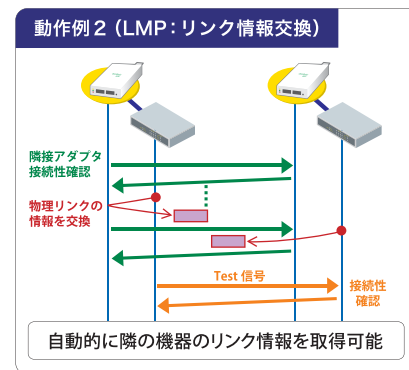 動作例2（LMP：リンク情報交換）
隣接アダプタ
接続性確認
物理リンクの
情報を交換
Test 信号
接続性
確認
自動的に隣の機器のリンク情報を取得可能